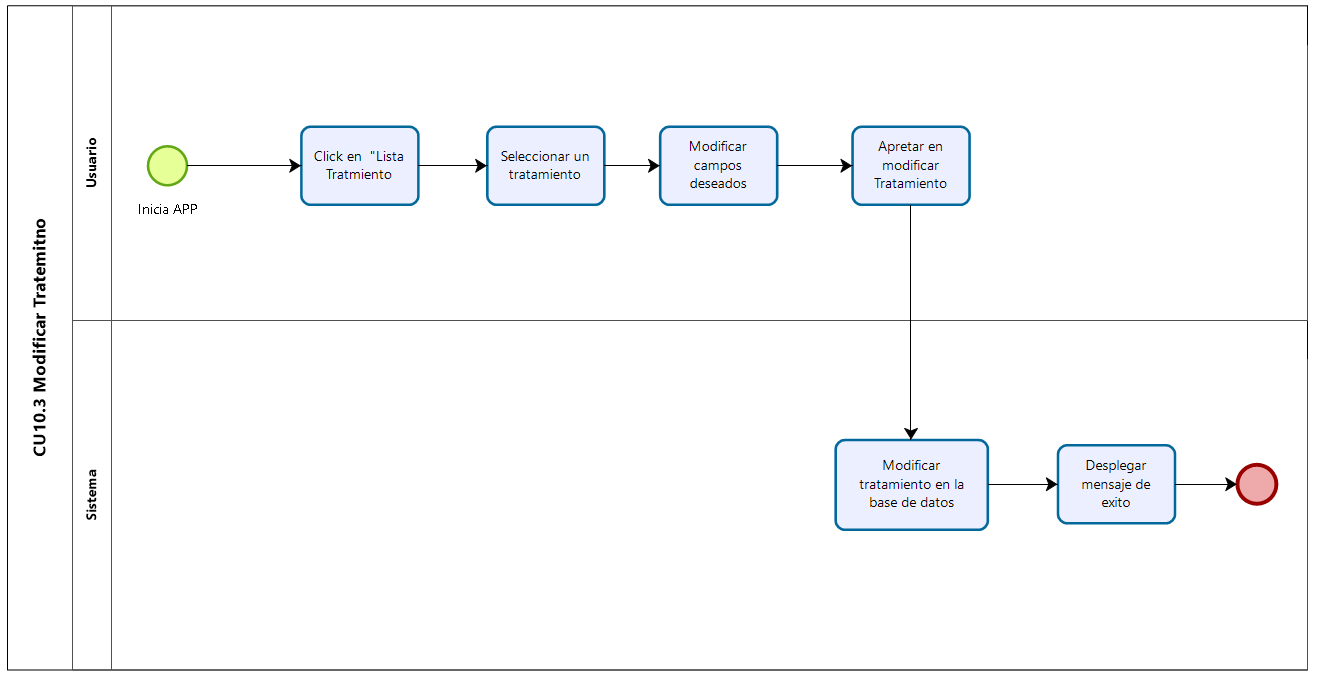 CU10.3 Modificar Tratemitno
Usuario
Inicia APP
Click en  "Lista
Tratmiento
Seleccionar un
tratamiento
Modificar
campos
deseados
Apretar en
modificar
Tratamiento
Sistema
Modificar
tratamiento en la
base de datos
Desplegar
mensaje de
exito